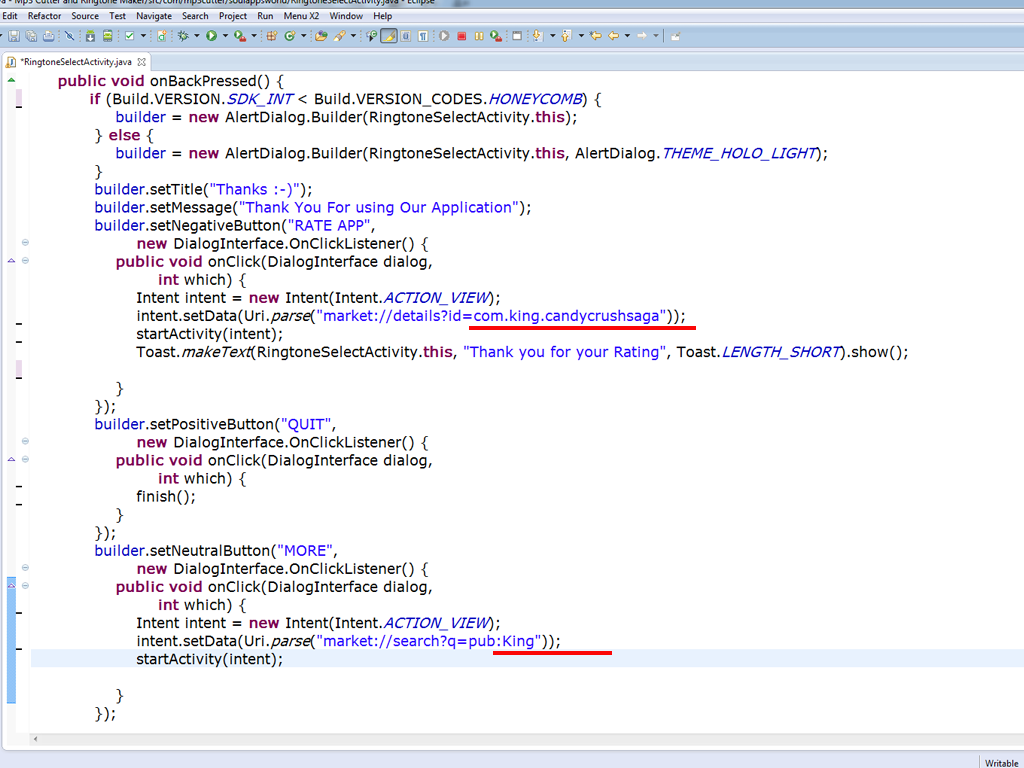 va - Mp3 Cutter and Ringtone Maker/src/com/mp3cutter/souldappsworld/RingtoneSelectActivity.java - Eclipse
Edit Refactor Source Test Navigate Search Project Run Menu X2 Window Help
*RingtoneSelectActivity.java
public void onBackPressed() {
if (Build.VERSION.SDK_INT < Build.VERSION_CODES.HONEYCOMB) {
builder = new AlertDialog.Builder(RingtoneSelectActivity.this);
} else {
builder = new AlertDialog.Builder(RingtoneSelectActivity.this, AlertDialog.THEME_HOLO_LIGHT);
}
builder.setTitle("Thanks :-)");
builder.setMessage("Thank You For using Our Application");
builder.setNegativeButton("RATE APP",
new DialogInterface.OnClickListener() {
public void onClick(DialogInterface dialog,
int which) {
Intent intent = new Intent(Intent.ACTION_VIEW);
intent.setData(Uri.parse("market://details?id=com.king.candycrushsaga"));
startActivity(intent);
Toast.makeText(RingtoneSelectActivity.this, "Thank you for your Rating", Toast.LENGTH_SHORT).show();
}
});
builder.setPositiveButton("QUIT",
new DialogInterface.OnClickListener() {
public void onClick(DialogInterface dialog,
int which) {
finish();
}
});
builder.setNeutralButton("MORE",
new DialogInterface.OnClickListener() {
public void onClick(DialogInterface dialog,
int which) {
Intent intent = new Intent(Intent.ACTION_VIEW);
intent.setData(Uri.parse("market://search?q=pub:King"));
startActivity(intent);
}
});
Writable